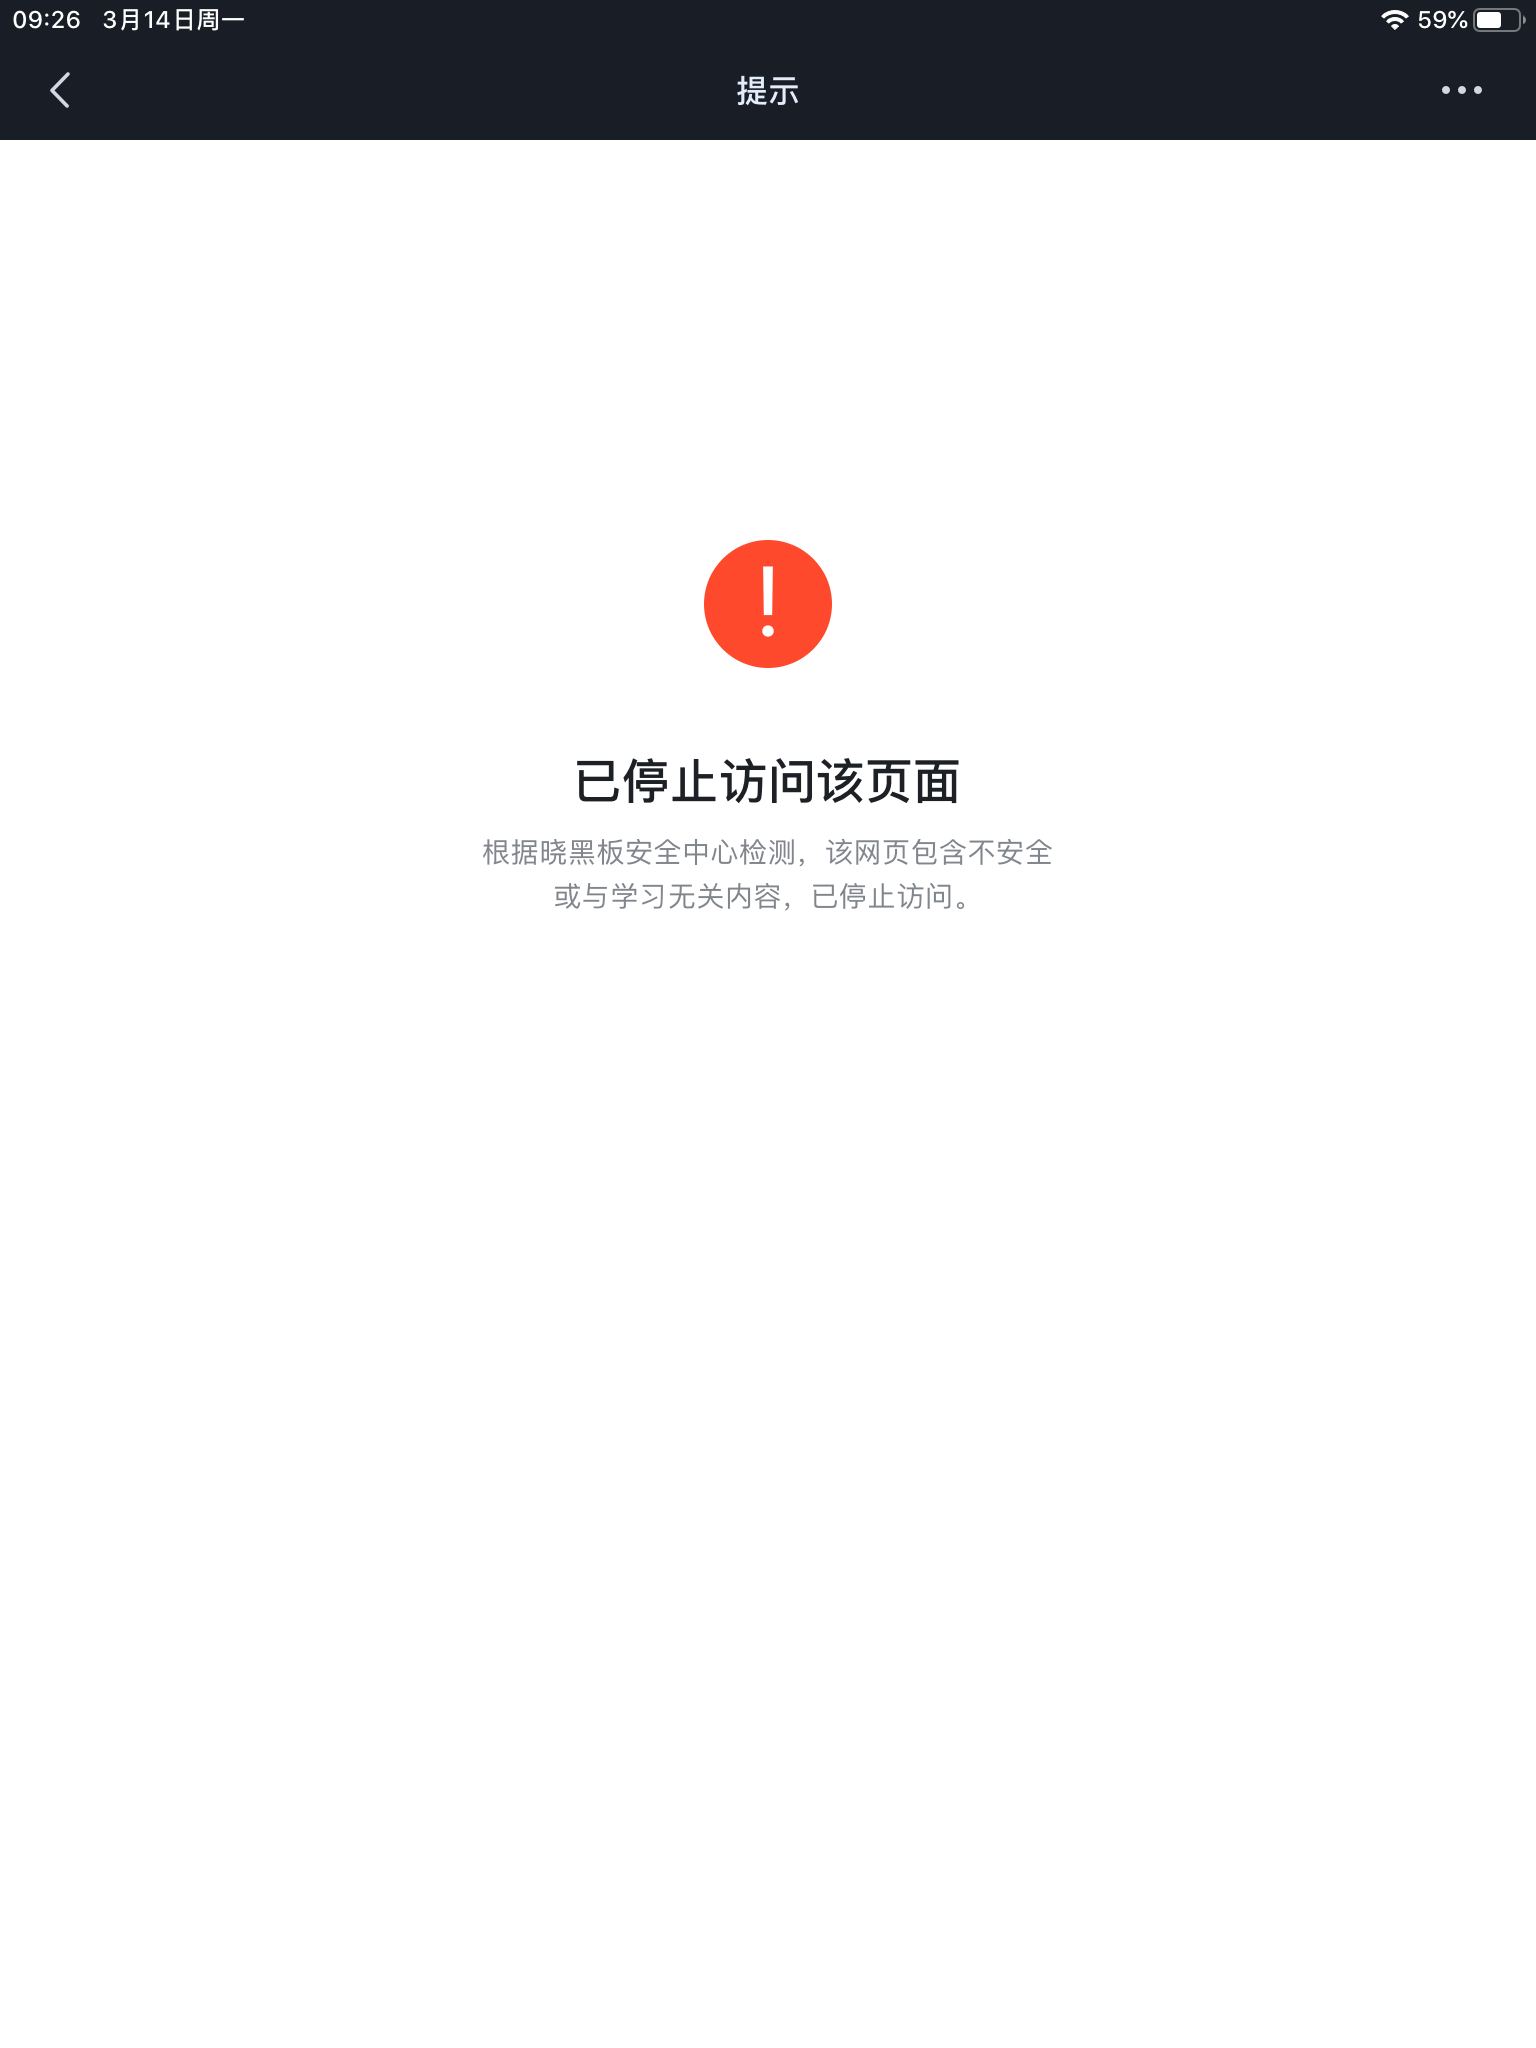 09:26 3月14日周一 59%
提示
已停止访问该页面
根据晓黑板安全中心检测，该网页包含不安全
或与学习无关内容，已停止访问。